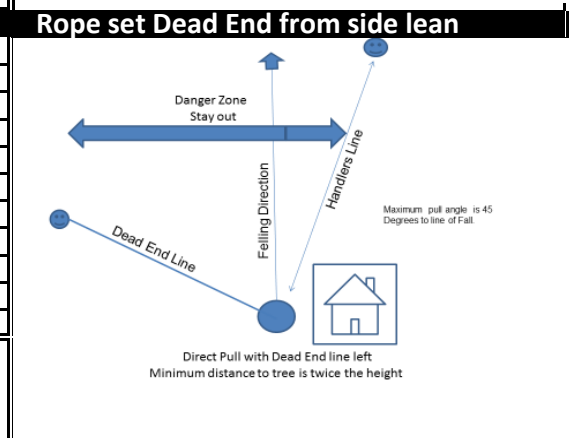 Rope set Dead End from side lean
Danger Zone
Stay out
Handlers Line
Felling Direction
Maximum pull angle is 45
Degrees to line of Fall.
Dead End Line
Direct Pull with Dead End line left
Minimum distance to tree is twice the height